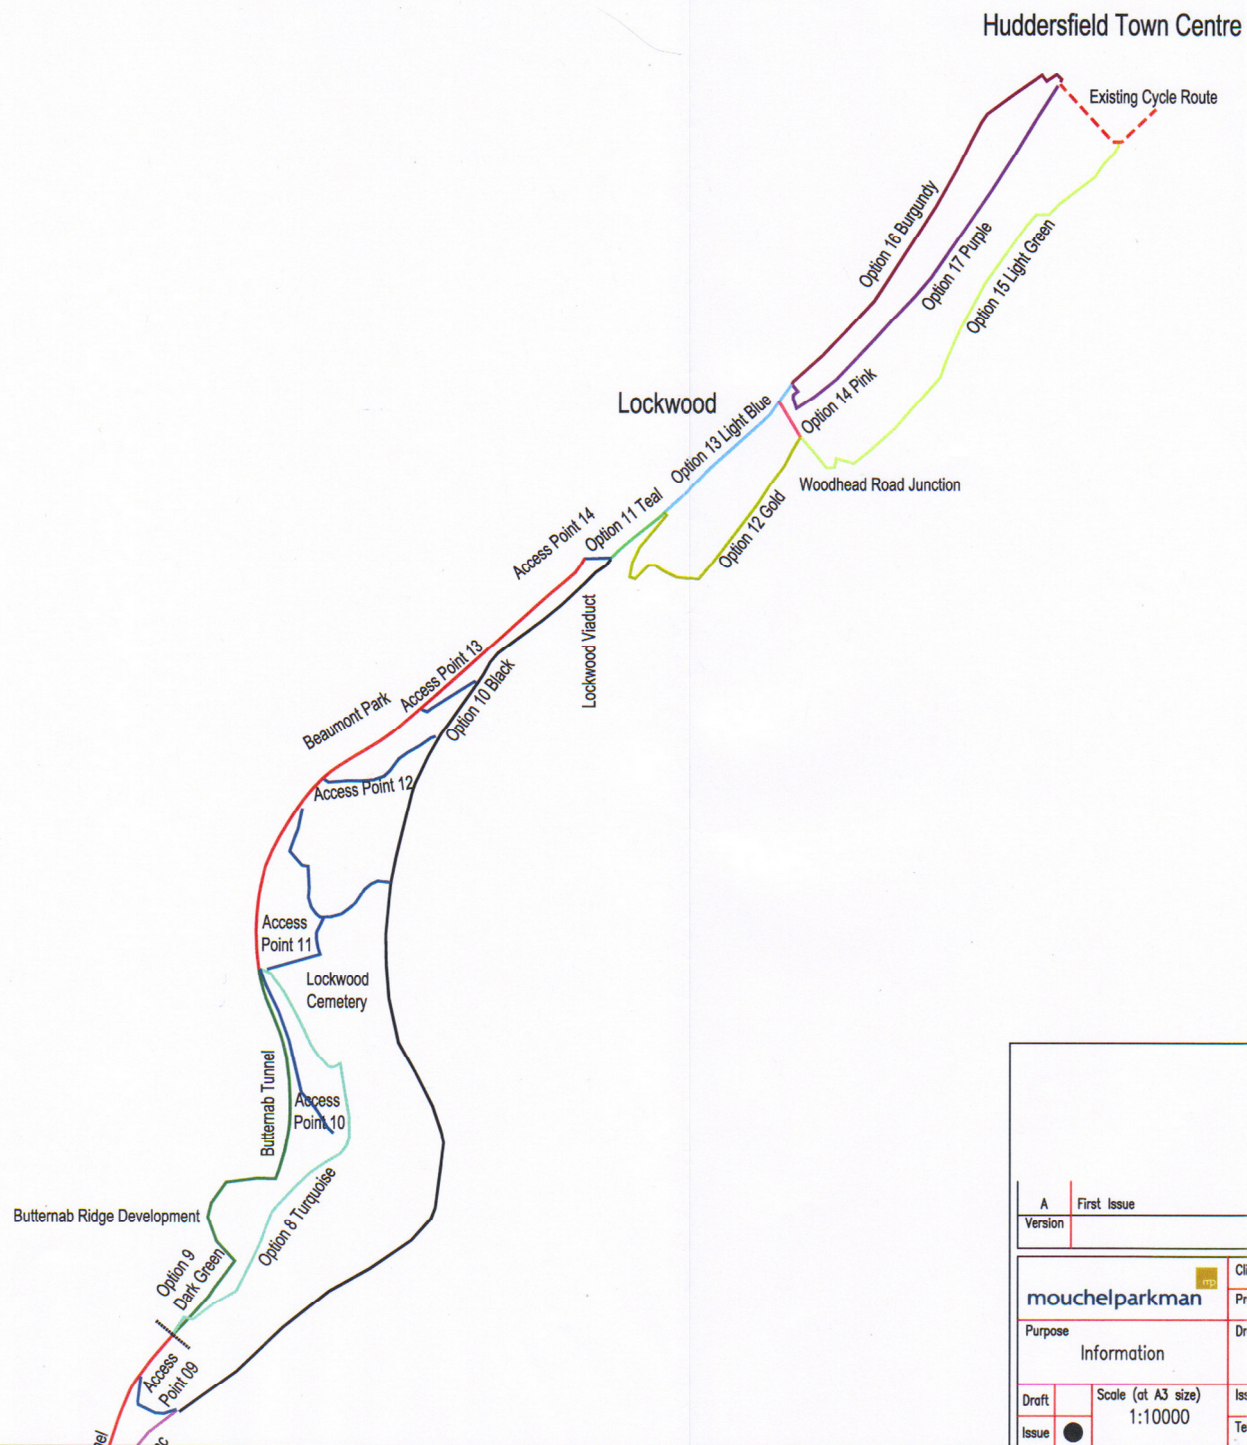 Huddersfield Town Centre
Existing Cycle Route
Option 16 Burgundy
Option 17 Purple
Option 15 Light Green
Lockwood
Option 14 Pink
Option 13 Light Blue
Woodhead Road Junction
Option 12 Gold
Option 11 Teal
Access Point 14
Lockwood Viaduct
Access Point 13
Option 10 Black
Beaumont Park
Access Point 12
Access
Point 11
Lockwood
Cemetery
Butternab Tunnel
Access
Point 10
Option 8 Turquoise
Butternab Ridge Development
Option 9
Dark Green
Access
Point 09
A
First Issue
Version
mp
mouchelparkman
Purpose
Information
Draft
Scale (at A3 size)
1:10000
Issue